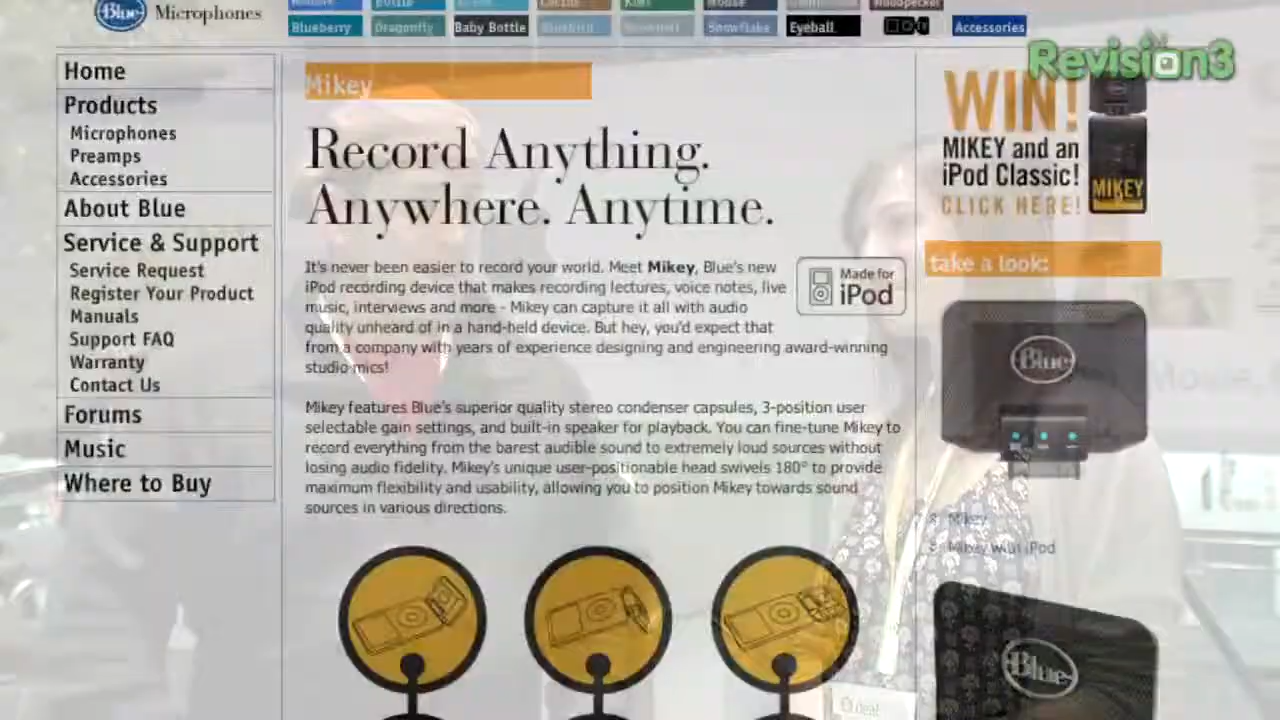 Blue Microphones
Blueberry Dragonfly Baby Bottle Bluebird Snowflake Eyeball Accessories
Revision3
Home
Products
Microphones
Preamps
Accessories
About Blue
Service & Support
Service Request
Register Your Product
Manuals
Support FAQ
Warranty
Contact Us
Forums
Music
Where to Buy
Mikey
Record Anything.
Anywhere. Anytime.
It's never been easier to record your world. Meet Mikey, Blue's new
iPod recording device that makes recording lectures, voice notes, live
music, interviews and more - Mikey can capture it all with audio
quality unheard of in a hand-held device. But hey, you'd expect that
from a company with years of experience designing and engineering award-winning
studio mics!
Made for
iPod
Mikey features Blue's superior quality stereo condenser capsules, 3-position user
selectable gain settings, and built-in speaker for playback. You can fine-tune Mikey to
record everything from the barest audible sound to extremely loud sources without
losing audio fidelity. Mikey's unique user-positionable head swivels 180° to provide
maximum flexibility and usability, allowing you to position Mikey towards sound
sources in various directions.
WIN!
MIKEY and an
iPod Classic!
CLICK HERE!
MIKEY
take a look:
Blue
Mikey
Mikey with iPod
Blue